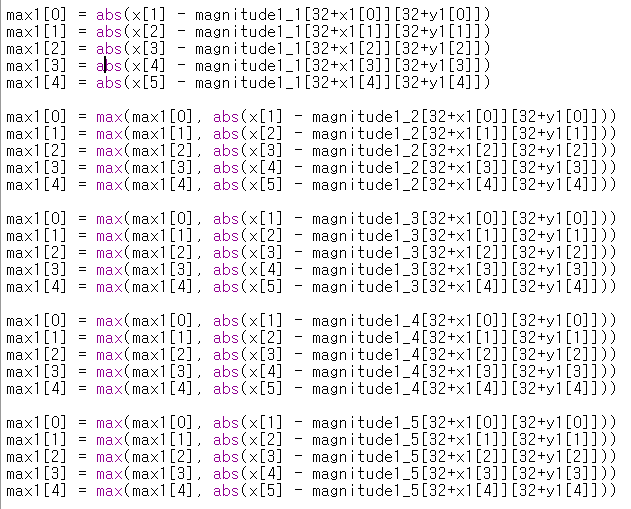 max1[0] = abs(x[1] - magnitude1_1[32+x1[0]][32+y1[0]])
max1[1] = abs(x[2] - magnitude1_1[32+x1[1]][32+y1[1]])
max1[2] = abs(x[3] - magnitude1_1[32+x1[2]][32+y1[2]])
max1[3] = abs(x[4] - magnitude1_1[32+x1[3]][32+y1[3]])
max1[4] = abs(x[5] - magnitude1_1[32+x1[4]][32+y1[4]])
max1[0] = max(max1[0], abs(x[1] - magnitude1_2[32+x1[0]][32+y1[0]]))
max1[1] = max(max1[1], abs(x[2] - magnitude1_2[32+x1[1]][32+y1[1]]))
max1[2] = max(max1[2], abs(x[3] - magnitude1_2[32+x1[2]][32+y1[2]]))
max1[3] = max(max1[3], abs(x[4] - magnitude1_2[32+x1[3]][32+y1[3]]))
max1[4] = max(max1[4], abs(x[5] - magnitude1_2[32+x1[4]][32+y1[4]]))
max1[0] = max(max1[0], abs(x[1] - magnitude1_3[32+x1[0]][32+y1[0]]))
max1[1] = max(max1[1], abs(x[2] - magnitude1_3[32+x1[1]][32+y1[1]]))
max1[2] = max(max1[2], abs(x[3] - magnitude1_3[32+x1[2]][32+y1[2]]))
max1[3] = max(max1[3], abs(x[4] - magnitude1_3[32+x1[3]][32+y1[3]]))
max1[4] = max(max1[4], abs(x[5] - magnitude1_3[32+x1[4]][32+y1[4]]))
max1[0] = max(max1[0], abs(x[1] - magnitude1_4[32+x1[0]][32+y1[0]]))
max1[1] = max(max1[1], abs(x[2] - magnitude1_4[32+x1[1]][32+y1[1]]))
max1[2] = max(max1[2], abs(x[3] - magnitude1_4[32+x1[2]][32+y1[2]]))
max1[3] = max(max1[3], abs(x[4] - magnitude1_4[32+x1[3]][32+y1[3]]))
max1[4] = max(max1[4], abs(x[5] - magnitude1_4[32+x1[4]][32+y1[4]]))
max1[0] = max(max1[0], abs(x[1] - magnitude1_5[32+x1[0]][32+y1[0]]))
max1[1] = max(max1[1], abs(x[2] - magnitude1_5[32+x1[1]][32+y1[1]]))
max1[2] = max(max1[2], abs(x[3] - magnitude1_5[32+x1[2]][32+y1[2]]))
max1[3] = max(max1[3], abs(x[4] - magnitude1_5[32+x1[3]][32+y1[3]]))
max1[4] = max(max1[4], abs(x[5] - magnitude1_5[32+x1[4]][32+y1[4]]))